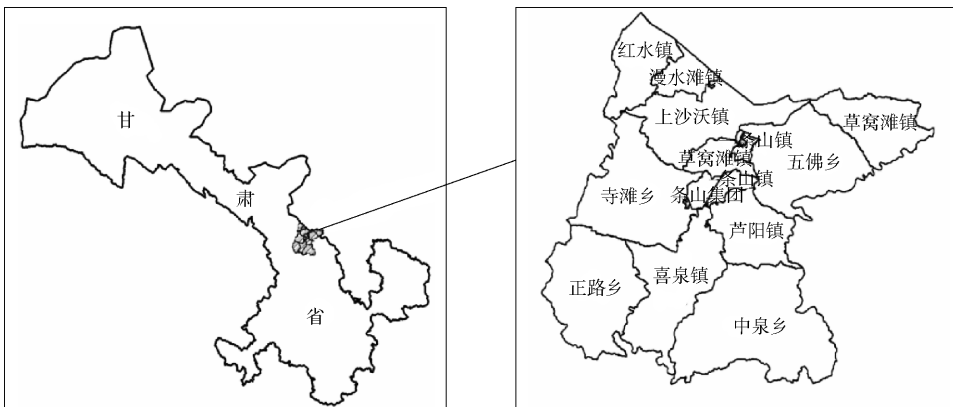 甘
肃
省
红水镇
漫水滩镇
上沙沃镇
草窝滩镇
条山镇
草窝滩镇
五佛乡
条山镇
寺滩乡
条山集团
芦阳镇
正路乡
喜泉镇
中泉乡